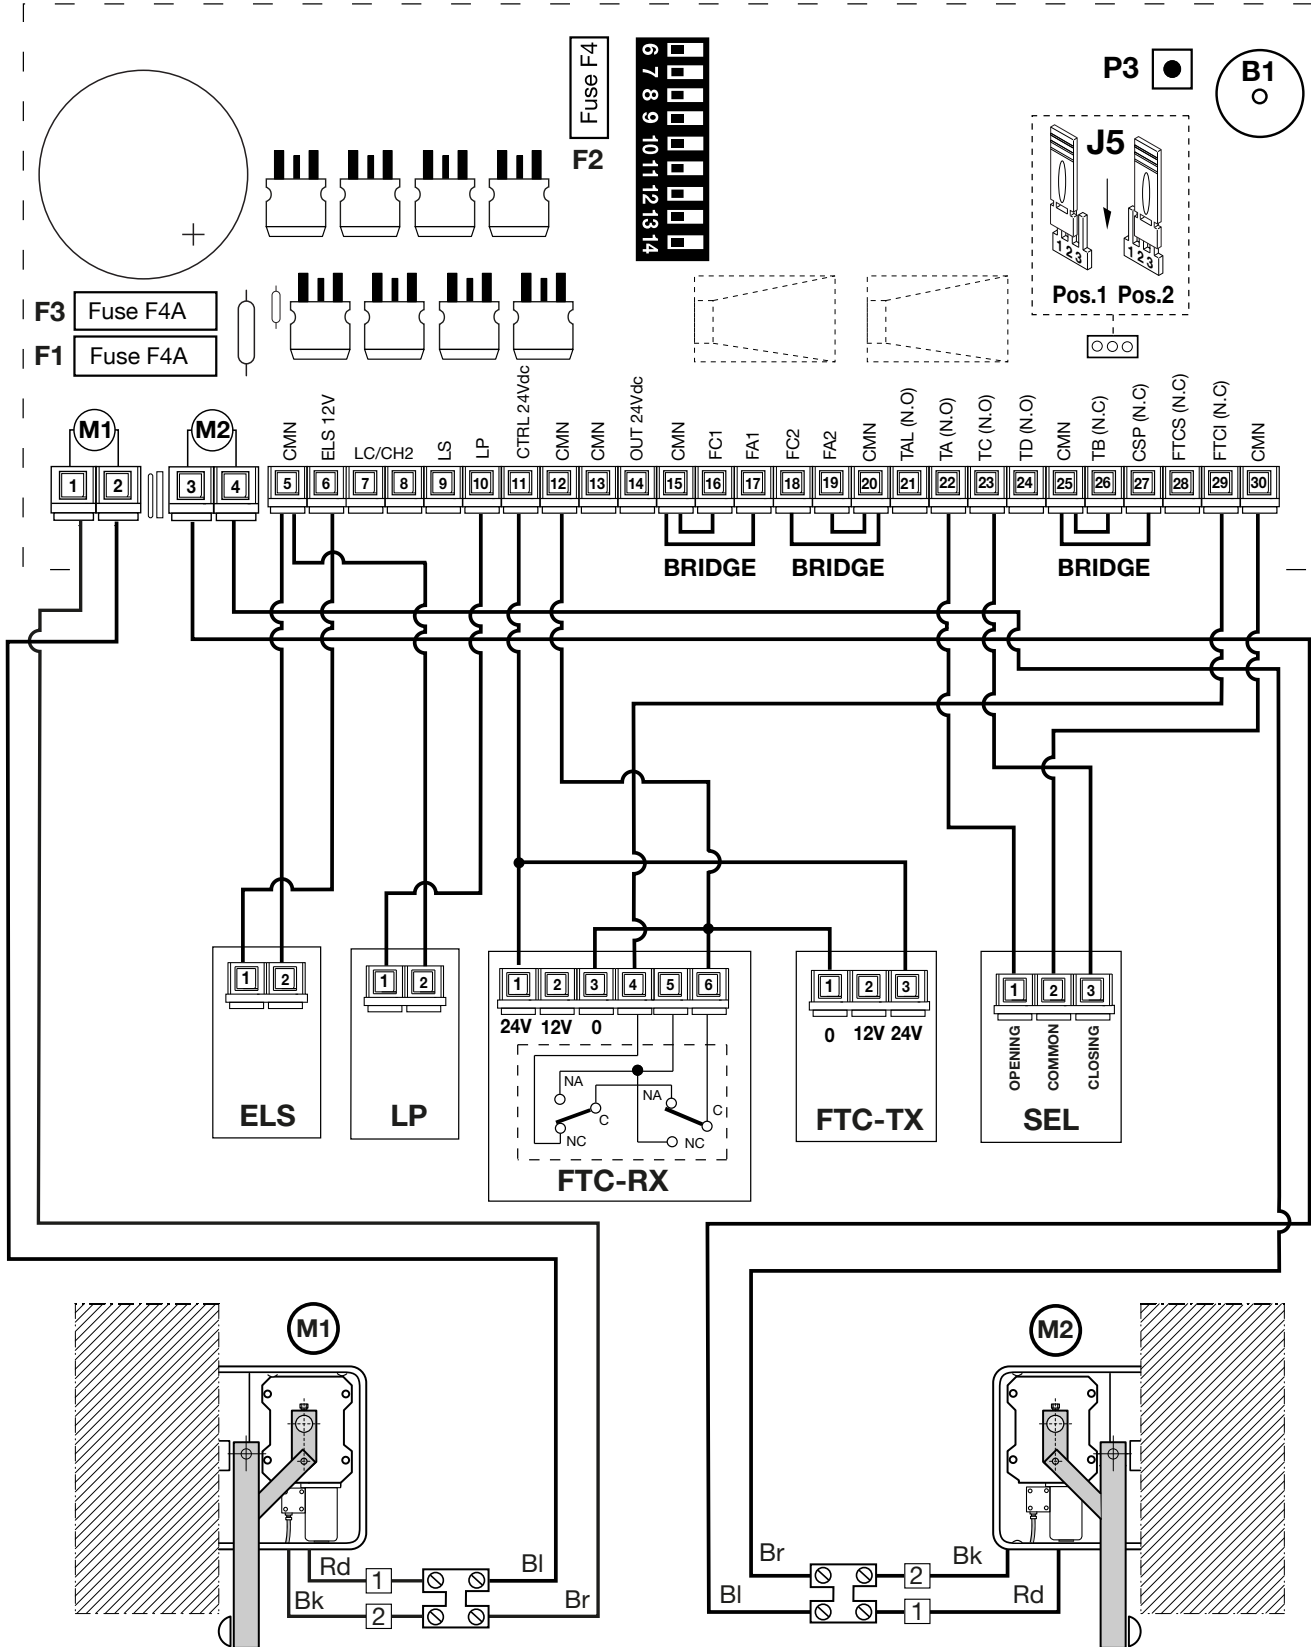 Fuse F4
F2
6
7
8
9
10
11
12
13
14
P3
B1
J5
1 2 3
1 2 3
Pos.1 Pos.2
F3 Fuse F4A
F1 Fuse F4A
M1
M2
CMN
ELS 12V
LC/CH2
LS
LP
CTRL 24Vdc
CMN
CMN
OUT 24Vdc
CMN
FC1
FA1
FC2
FA2
CMN
TAL (N.O)
TA (N.O)
TC (N.O)
TD (N.O)
CMN
TB (N.C)
CSP (N.C)
FTCS (N.C)
FTCI (N.C)
CMN
1 2 3 4 5 6 7 8 9 10 11 12 13 14 15 16 17 18 19 20 21 22 23 24 25 26 27 28 29 30
BRIDGE BRIDGE BRIDGE
1 2
ELS
1 2
LP
1 2 3 4 5 6
24V 12V 0
NA
C
NC
NA
C
NC
FTC-RX
1 2 3
0 12V 24V
FTC-TX
1 2 3
OPENING
COMMON
CLOSING
SEL
M1
M2
Rd 1 Bl
Bk 2 Br
Br 2 Bk
Bl 1 Rd